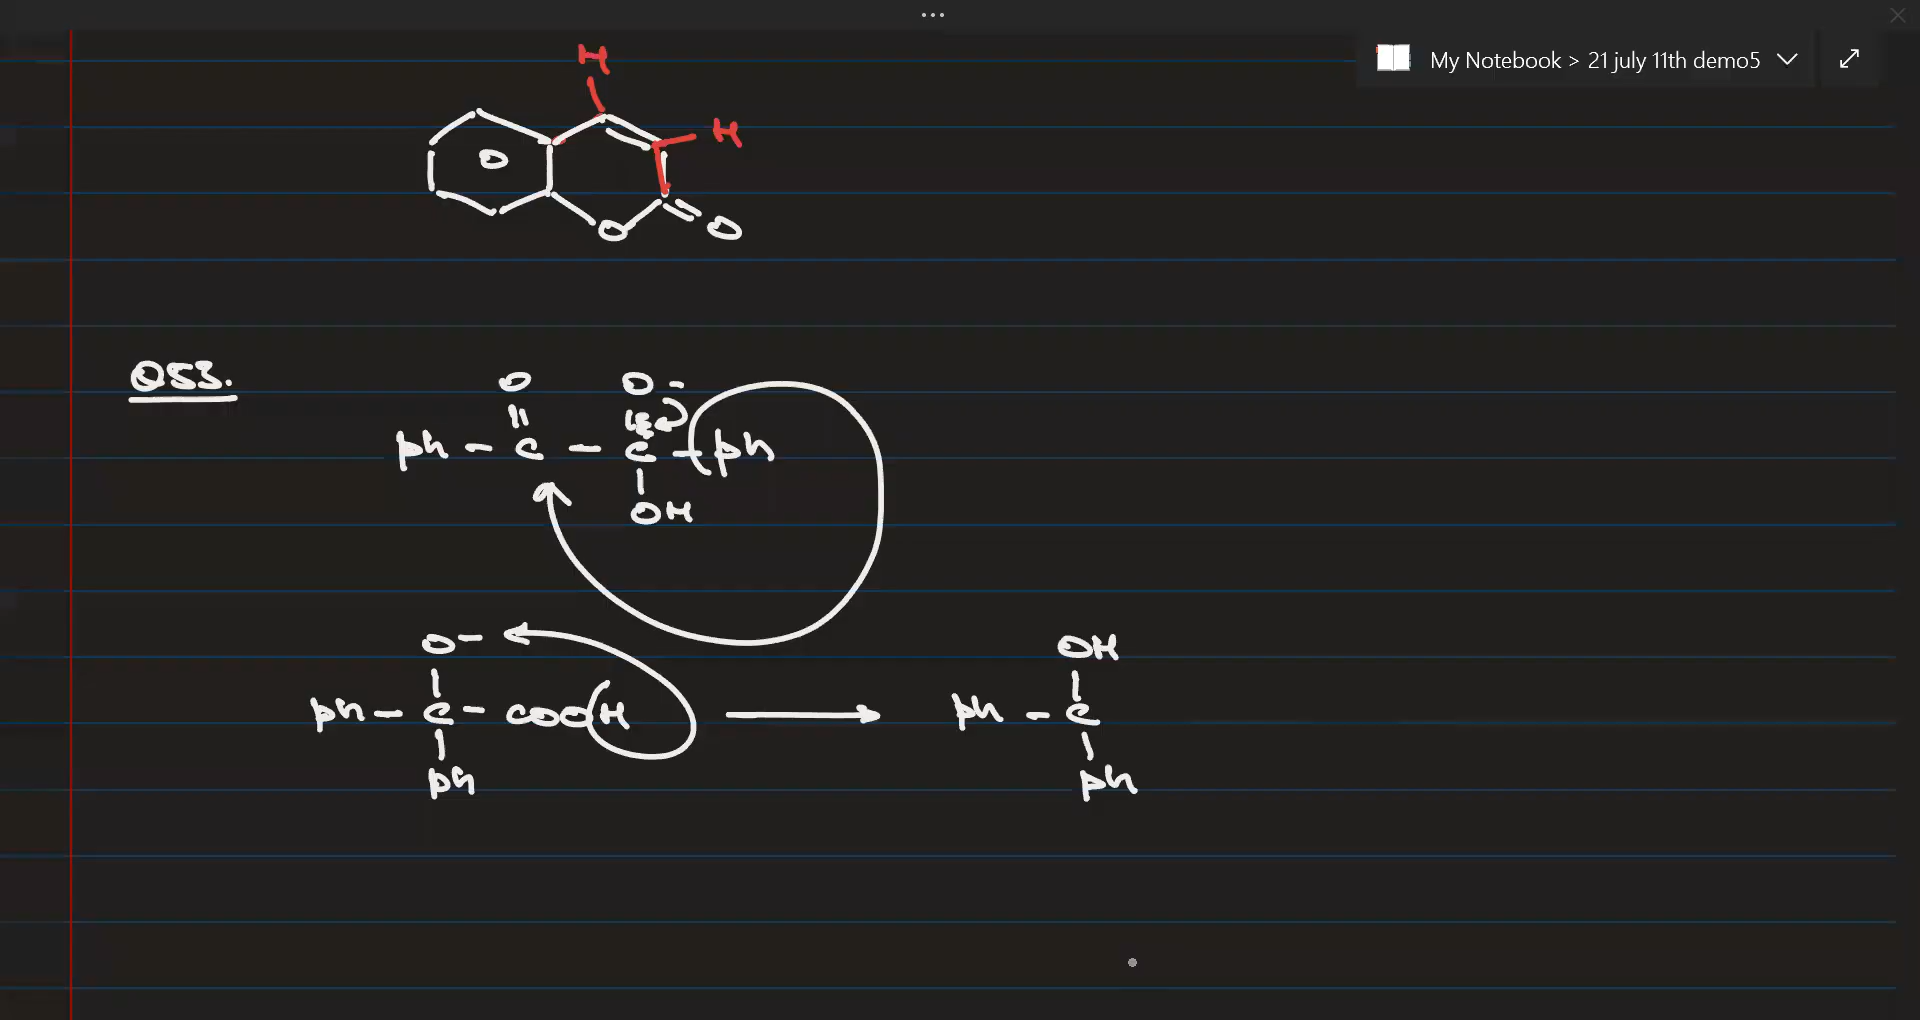 My Notebook > 21 july 11th demo5
H
H
O
O
O
Q53.
O
O -
Ph - C - C - Ph
OH
O-
OH
Ph - C - COOH
Ph - C
Ph
Ph